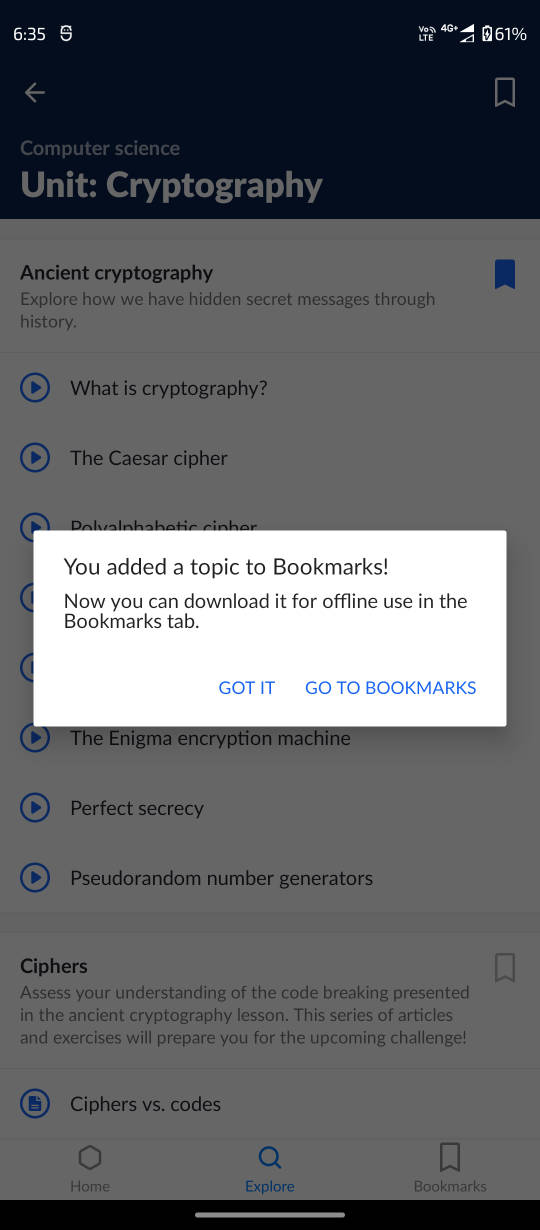 6:35
Vo LTE 4G+ 61%
Computer science
Unit: Cryptography
Ancient cryptography
Explore how we have hidden secret messages through
history.
What is cryptography?
The Caesar cipher
Polyalphabetic cipher
You added a topic to Bookmarks!
Now you can download it for offline use in the
Bookmarks tab.
GOT IT GO TO BOOKMARKS
The Enigma encryption machine
Perfect secrecy
Pseudorandom number generators
Ciphers
Assess your understanding of the code breaking presented
in the ancient cryptography lesson. This series of articles
and exercises will prepare you for the upcoming challenge!
Ciphers vs. codes
Home Explore Bookmarks